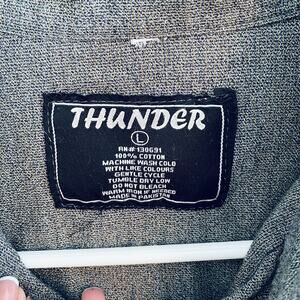 THUNDER
L
RN# 130691
100% COTTON
MACHINE WASH COLD
WITH LIKE COLOURS
GENTLE CYCLE
TUMBLE DRY LOW
DO NOT BLEACH
WARM IRON IF NEEDED
MADE IN PAKISTAN